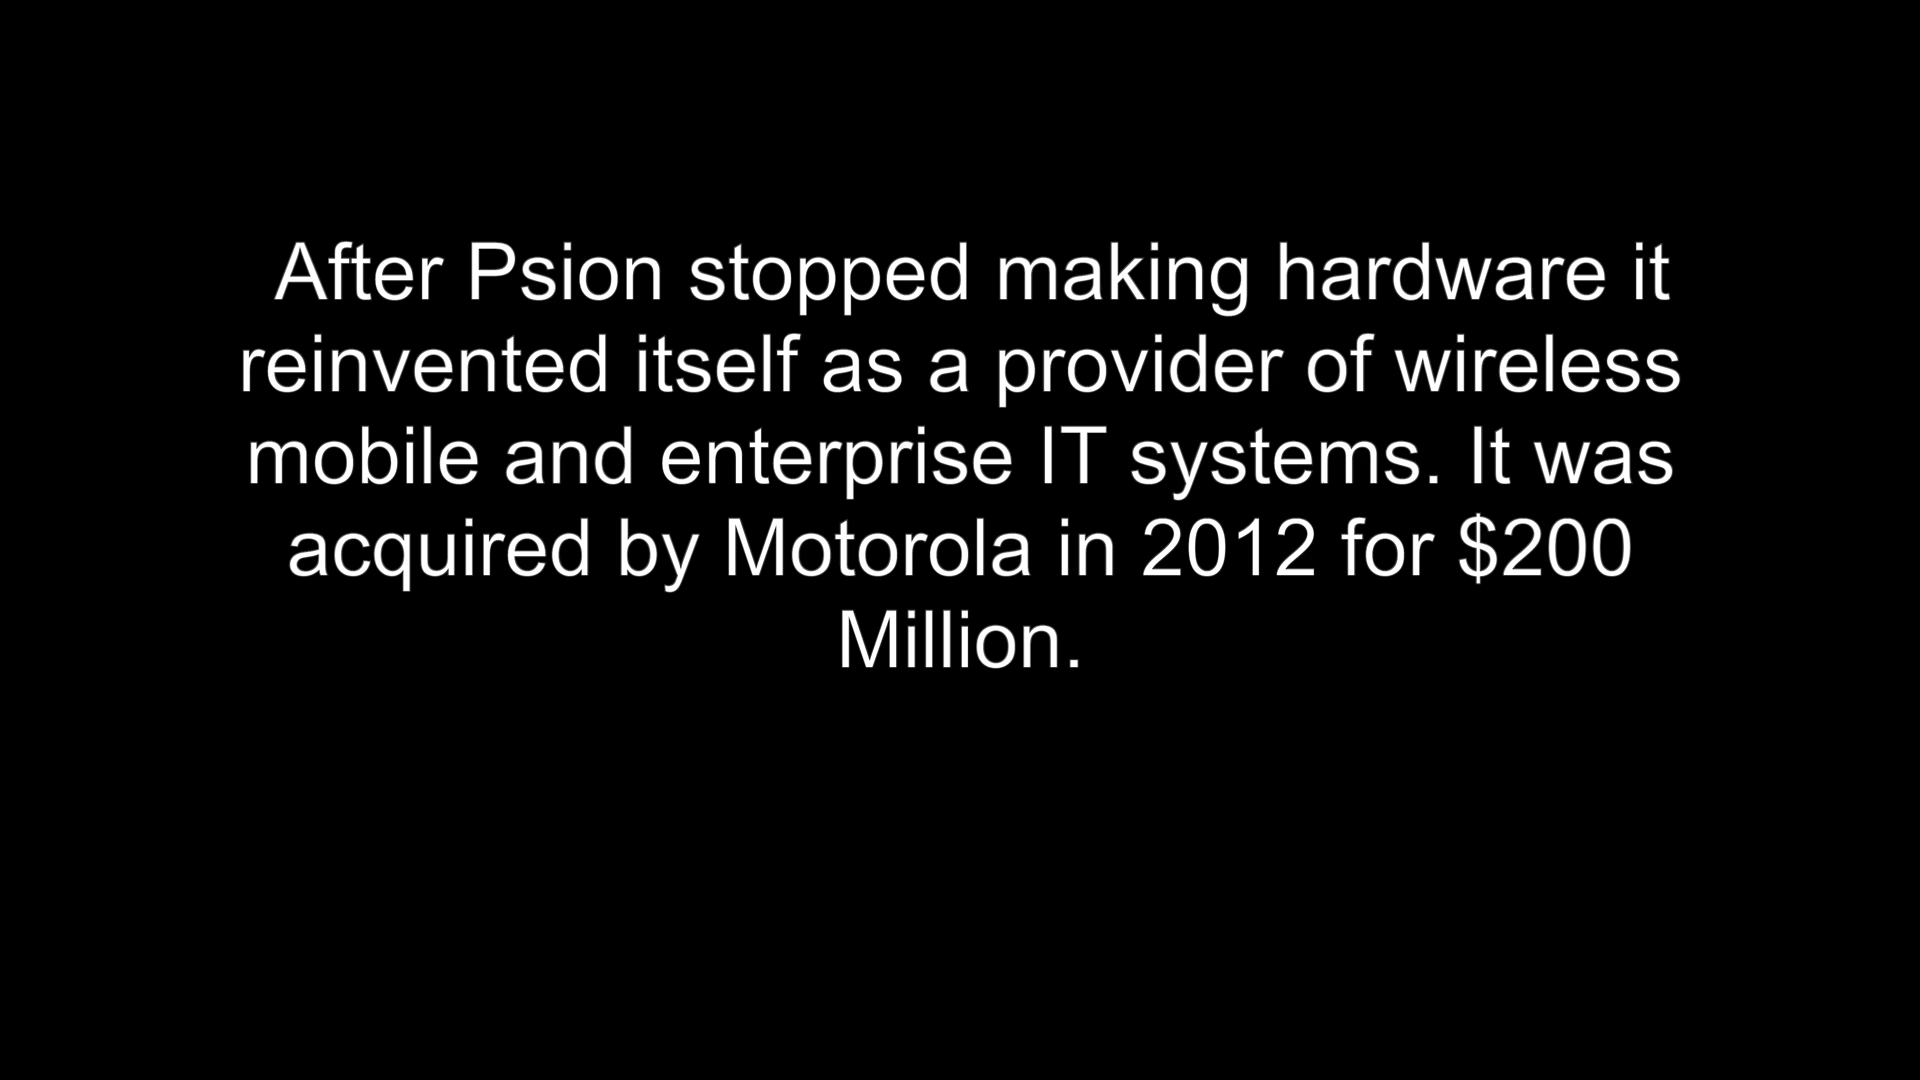 After Psion stopped making hardware it
reinvented itself as a provider of wireless
mobile and enterprise IT systems. It was
acquired by Motorola in 2012 for $200
Million.